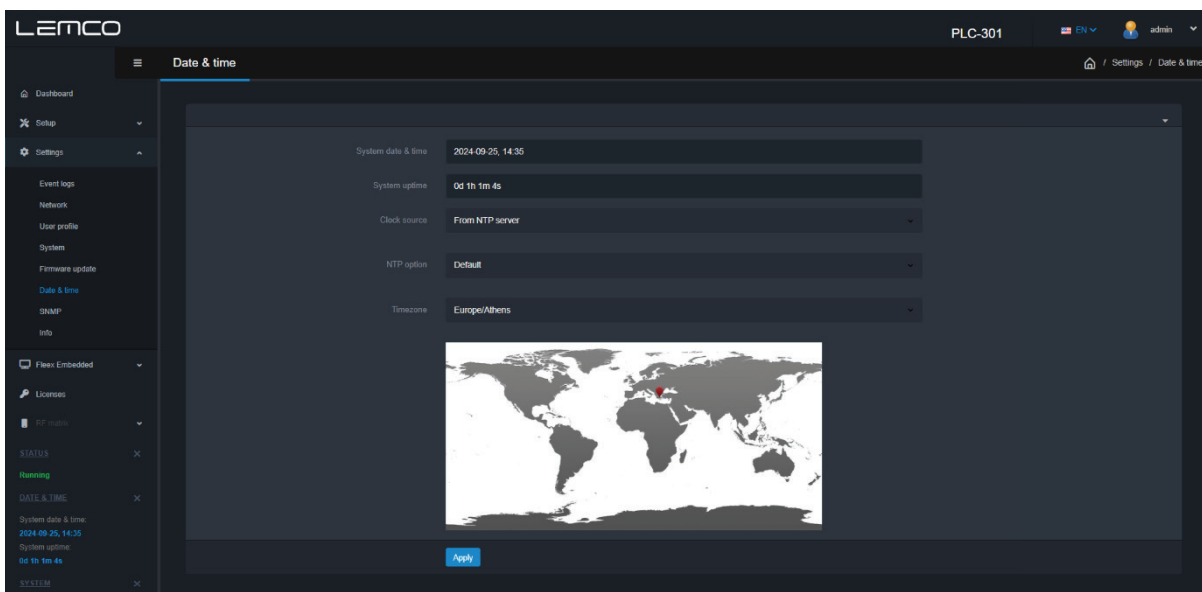 LEMCO
PLC-301
EN
admin
Date & time
/ Settings / Date & time
Dashboard
Setup
Settings
Event logs
Network
User profile
System
Firmware update
Date & time
SNMP
Info
Fleex Embedded
Licenses
RF matrix
STATUS
Running
DATE & TIME
System date & time:
2024-09-25, 14:35
System uptime:
0d 1h 1m 4s
SYSTEM
System date & time 2024-09-25, 14:35
System uptime 0d 1h 1m 4s
Clock source From NTP server
NTP option Default
Timezone Europe/Athens
Apply